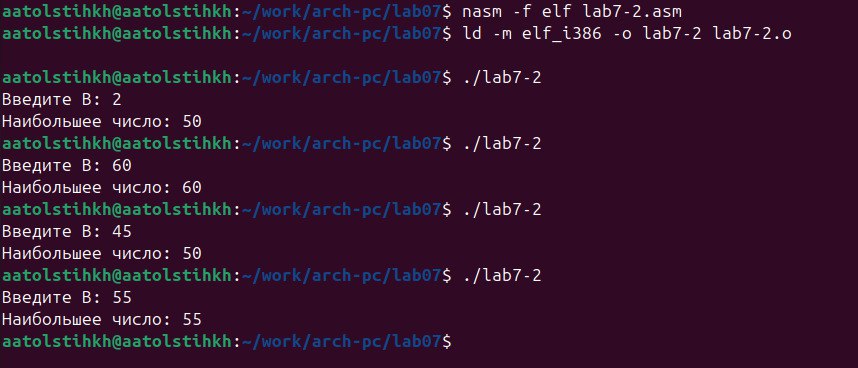 aatolstihkh@aatolstihkh:~/work/arch-pc/lab07$ nasm -f elf lab7-2.asm
aatolstihkh@aatolstihkh:~/work/arch-pc/lab07$ ld -m elf_i386 -o lab7-2 lab7-2.o
aatolstihkh@aatolstihkh:~/work/arch-pc/lab07$ ./lab7-2
Введите B: 2
Наибольшее число: 50
aatolstihkh@aatolstihkh:~/work/arch-pc/lab07$ ./lab7-2
Введите B: 60
Наибольшее число: 60
aatolstihkh@aatolstihkh:~/work/arch-pc/lab07$ ./lab7-2
Введите B: 45
Наибольшее число: 50
aatolstihkh@aatolstihkh:~/work/arch-pc/lab07$ ./lab7-2
Введите B: 55
Наибольшее число: 55
aatolstihkh@aatolstihkh:~/work/arch-pc/lab07$